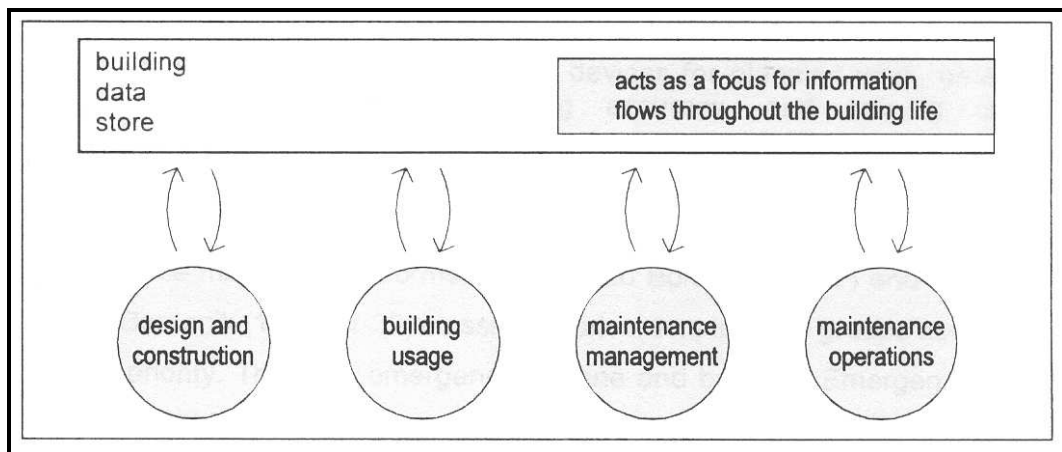 building
data
store
acts as a focus for information
flows throughout the building life
design and
construction
building
usage
maintenance
management
maintenance
operations